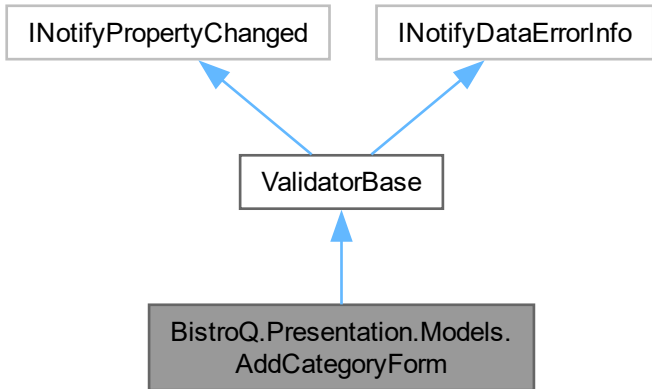 INotifyPropertyChanged
INotifyDataErrorInfo
ValidatorBase
BistroQ.Presentation.Models.
AddCategoryForm